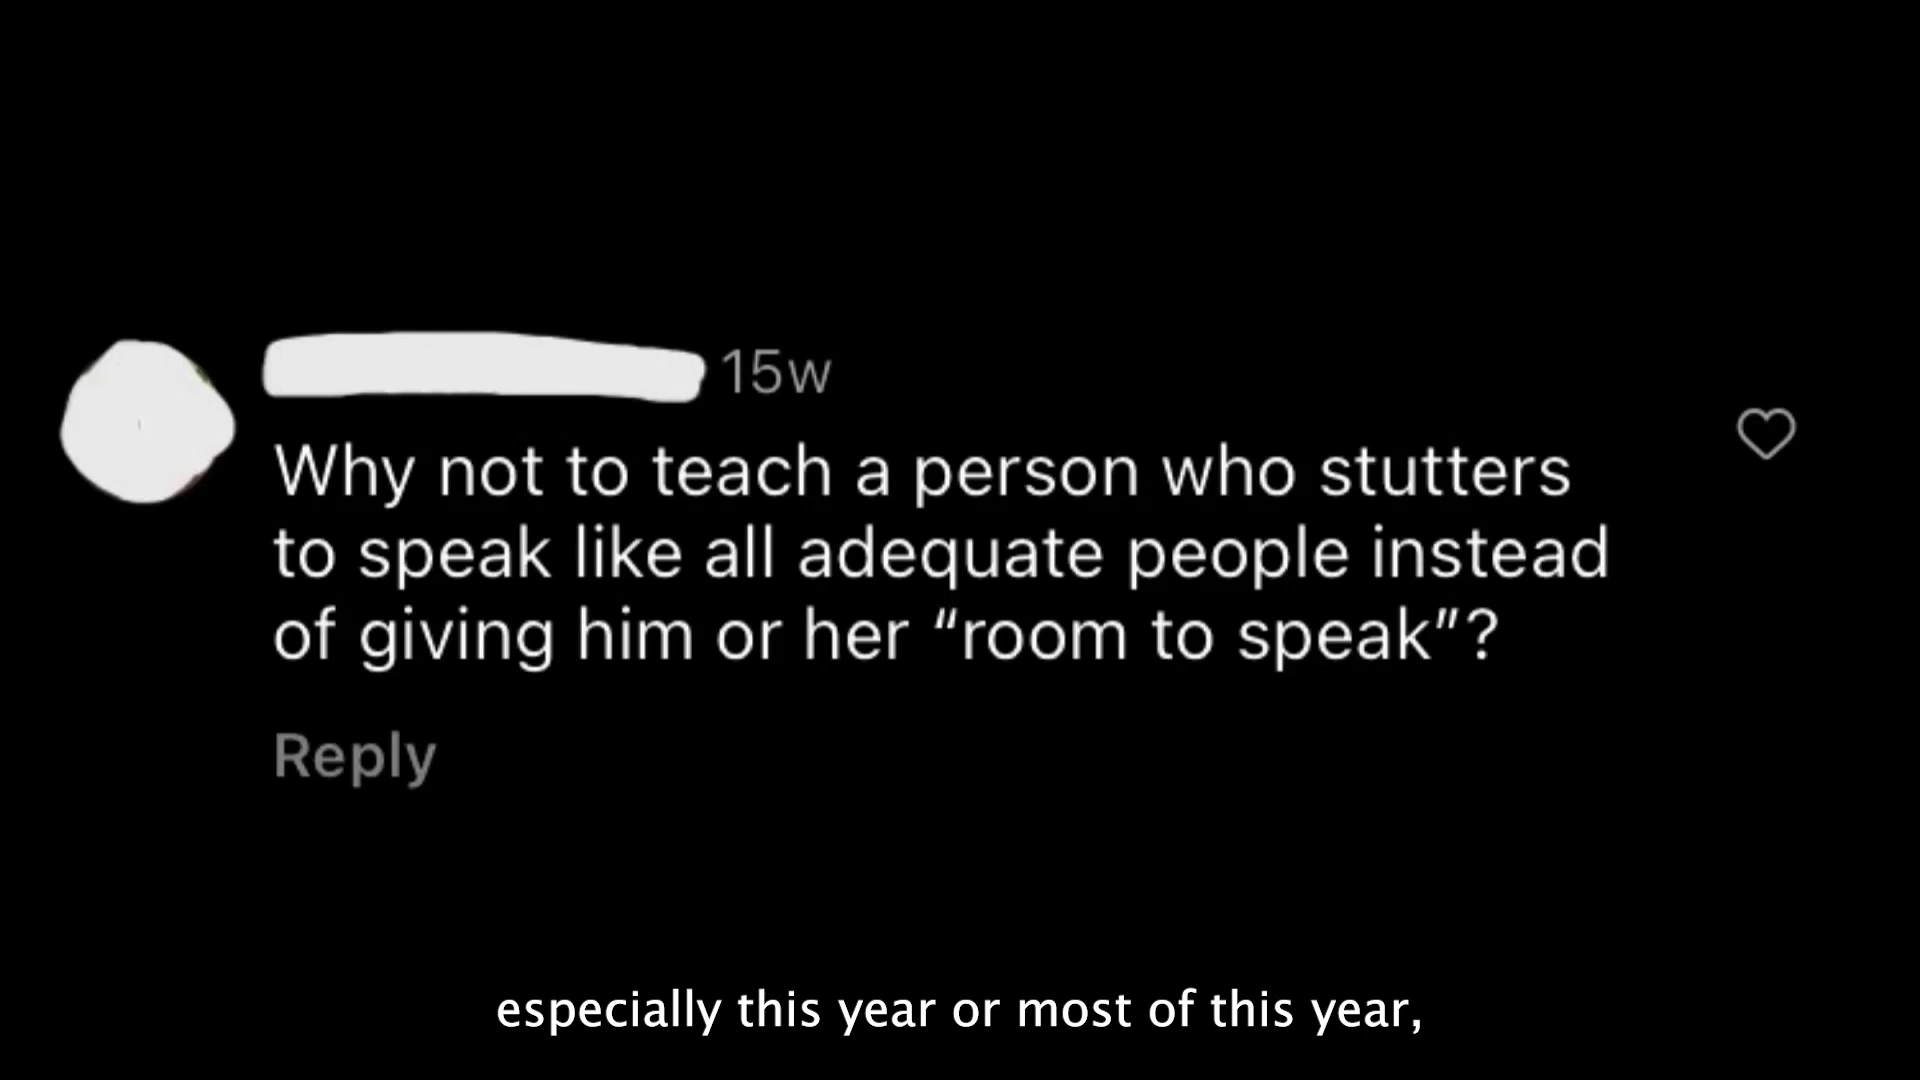 15w
Why not to teach a person who stutters
to speak like all adequate people instead
of giving him or her “room to speak”?
Reply
especially this year or most of this year,